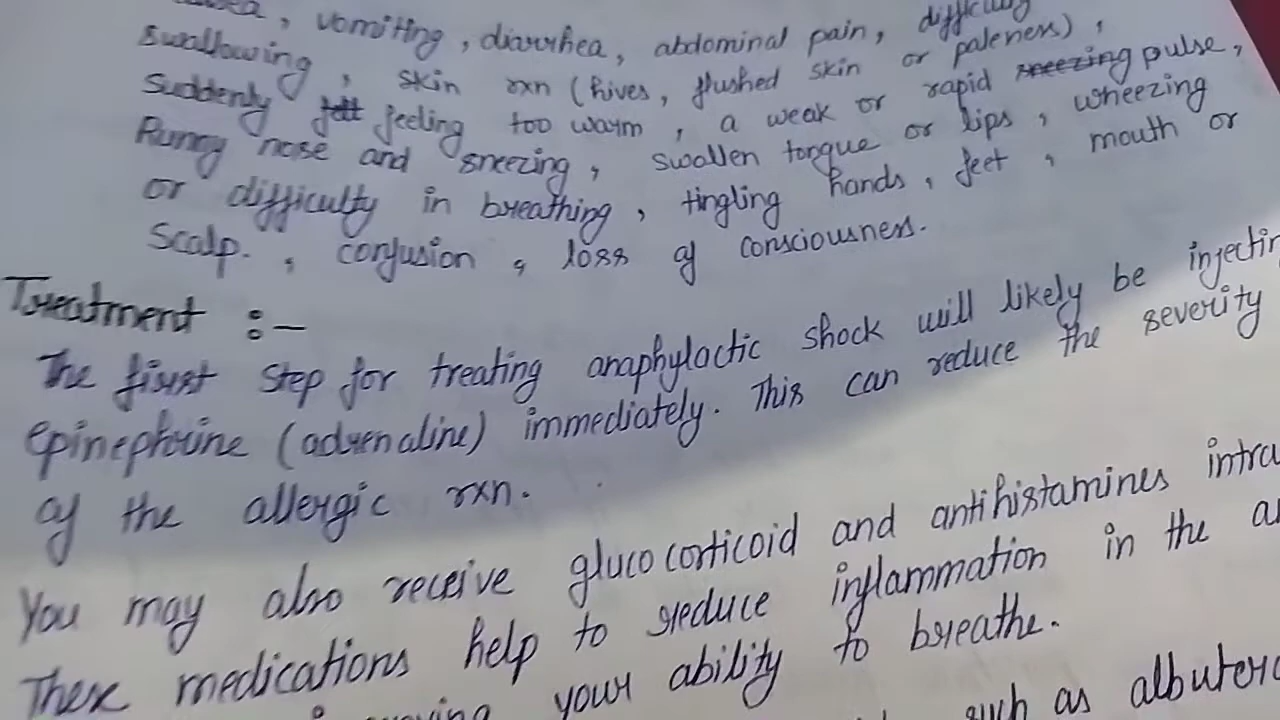 vomiting, diarrhea, abdominal pain, difficulty
swallowing, skin rxn (hives, flushed skin or paleness),
Suddenly feeling too warm, a weak or rapid pulse,
Runny nose and sneezing, swallen tongue or lips, wheezing
or difficulty in breathing, tingling hands, feet, mouth or
Scalp., confusion, loss of consciousness.
Treatment :-
The first step for treating anaphylactic shock will likely be injectin
epinephrine (adrenaline) immediately. This can reduce the severity
of the allergic rxn.
You may also receive glucocorticoid and antihistamines intra
These medications help to reduce inflammation in the a
your ability to breathe.
such as albutero